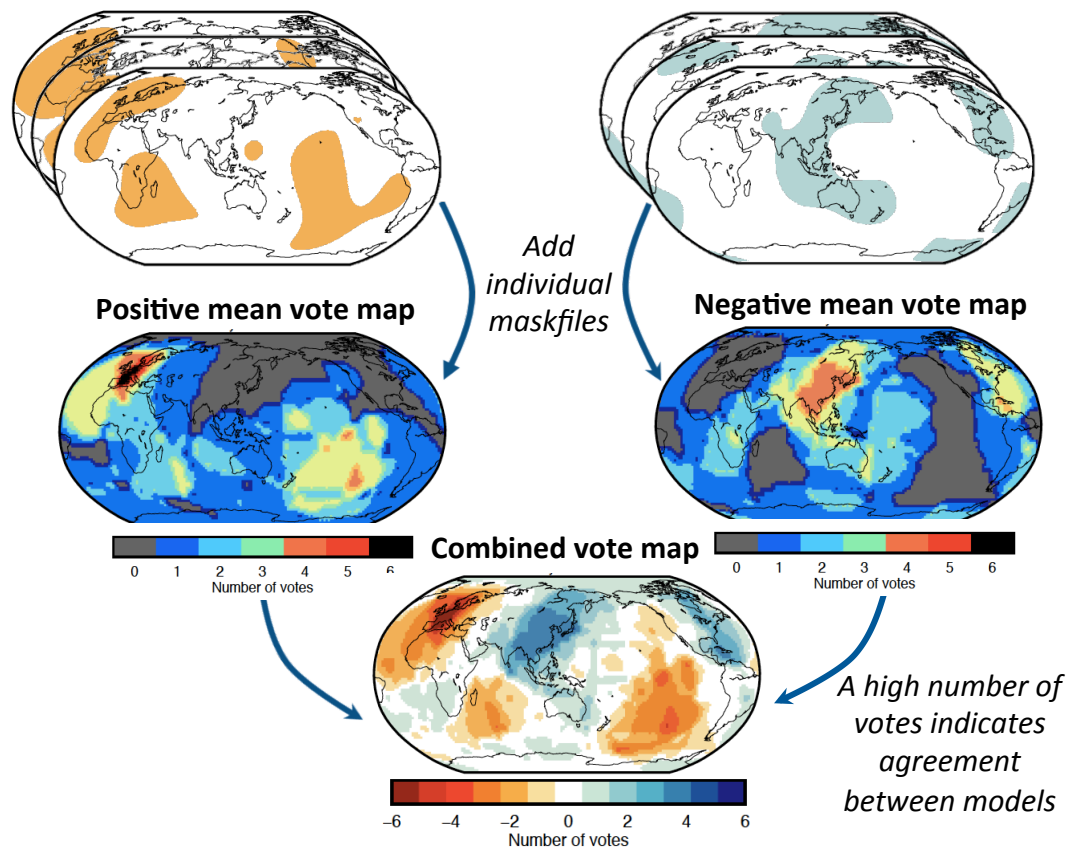 Add
individual
maskfiles
Positive mean vote map
Negative mean vote map
0 1 2 3 4 5 6
Number of votes
0 1 2 3 4 5 6
Number of votes
Combined vote map
−6 −4 −2 0 2 4 6
Number of votes
A high number of
votes indicates
agreement
between models